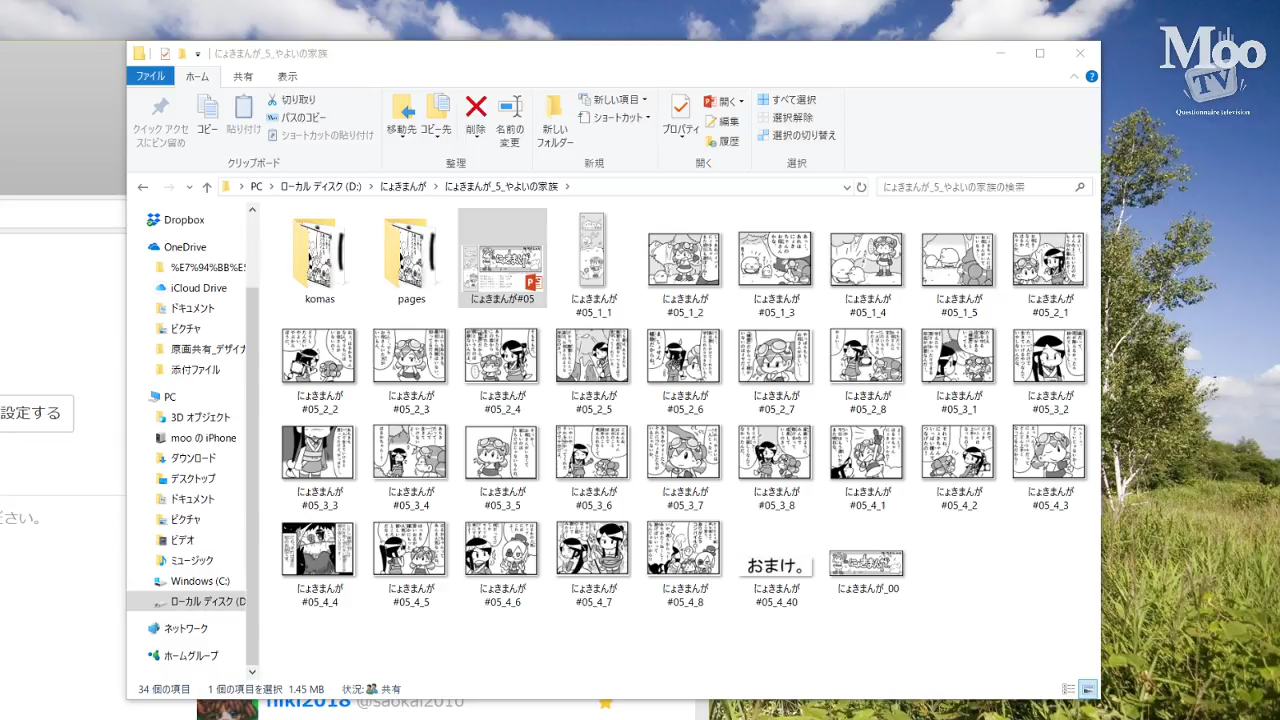 にょきまんが_5_やよいの家族
Moo
TV
Questionnaire television
ファイル
ホーム
共有
表示
クイック アクセ
スにピン留め
コピー
貼り付け
切り取り
パスのコピー
ショートカットの貼り付け
クリップボード
移動先
コピー先
削除
名前の
変更
整理
新しい
フォルダー
新しい項目
ショートカット
新規
プロパティ
開く
編集
履歴
開く
すべて選択
選択解除
選択の切り替え
選択
PC
ローカル ディスク (D:)
にょきまんが
にょきまんが_5_やよいの家族
にょきまんが_5_やよいの家族の検索
Dropbox
OneDrive
%E7%94%BB%E5
iCloud Drive
ドキュメント
ピクチャ
原画共有_デザイナ
添付ファイル
PC
3D オブジェクト
moo の iPhone
ダウンロード
デスクトップ
ドキュメント
ピクチャ
ビデオ
ミュージック
Windows (C:)
ローカル ディスク (D
ネットワーク
ホームグループ
komas
pages
にょきまんが#05
にょきまんが
#05_1_1
にょきまんが
#05_1_2
にょきまんが
#05_1_3
にょきまんが
#05_1_4
にょきまんが
#05_1_5
にょきまんが
#05_2_1
にょきまんが
#05_2_2
にょきまんが
#05_2_3
にょきまんが
#05_2_4
にょきまんが
#05_2_5
にょきまんが
#05_2_6
にょきまんが
#05_2_7
にょきまんが
#05_2_8
にょきまんが
#05_3_1
にょきまんが
#05_3_2
にょきまんが
#05_3_3
にょきまんが
#05_3_4
にょきまんが
#05_3_5
にょきまんが
#05_3_6
にょきまんが
#05_3_7
にょきまんが
#05_3_8
にょきまんが
#05_4_1
にょきまんが
#05_4_2
にょきまんが
#05_4_3
にょきまんが
#05_4_4
にょきまんが
#05_4_5
にょきまんが
#05_4_6
にょきまんが
#05_4_7
にょきまんが
#05_4_8
おまけ。
にょきまんが
#05_4_40
にょきまんが
にょきまんが_00
34 個の項目
1 個の項目を選択 1.45 MB
状況: 共有
設定する
ださい。
niki2018 @saokai2010